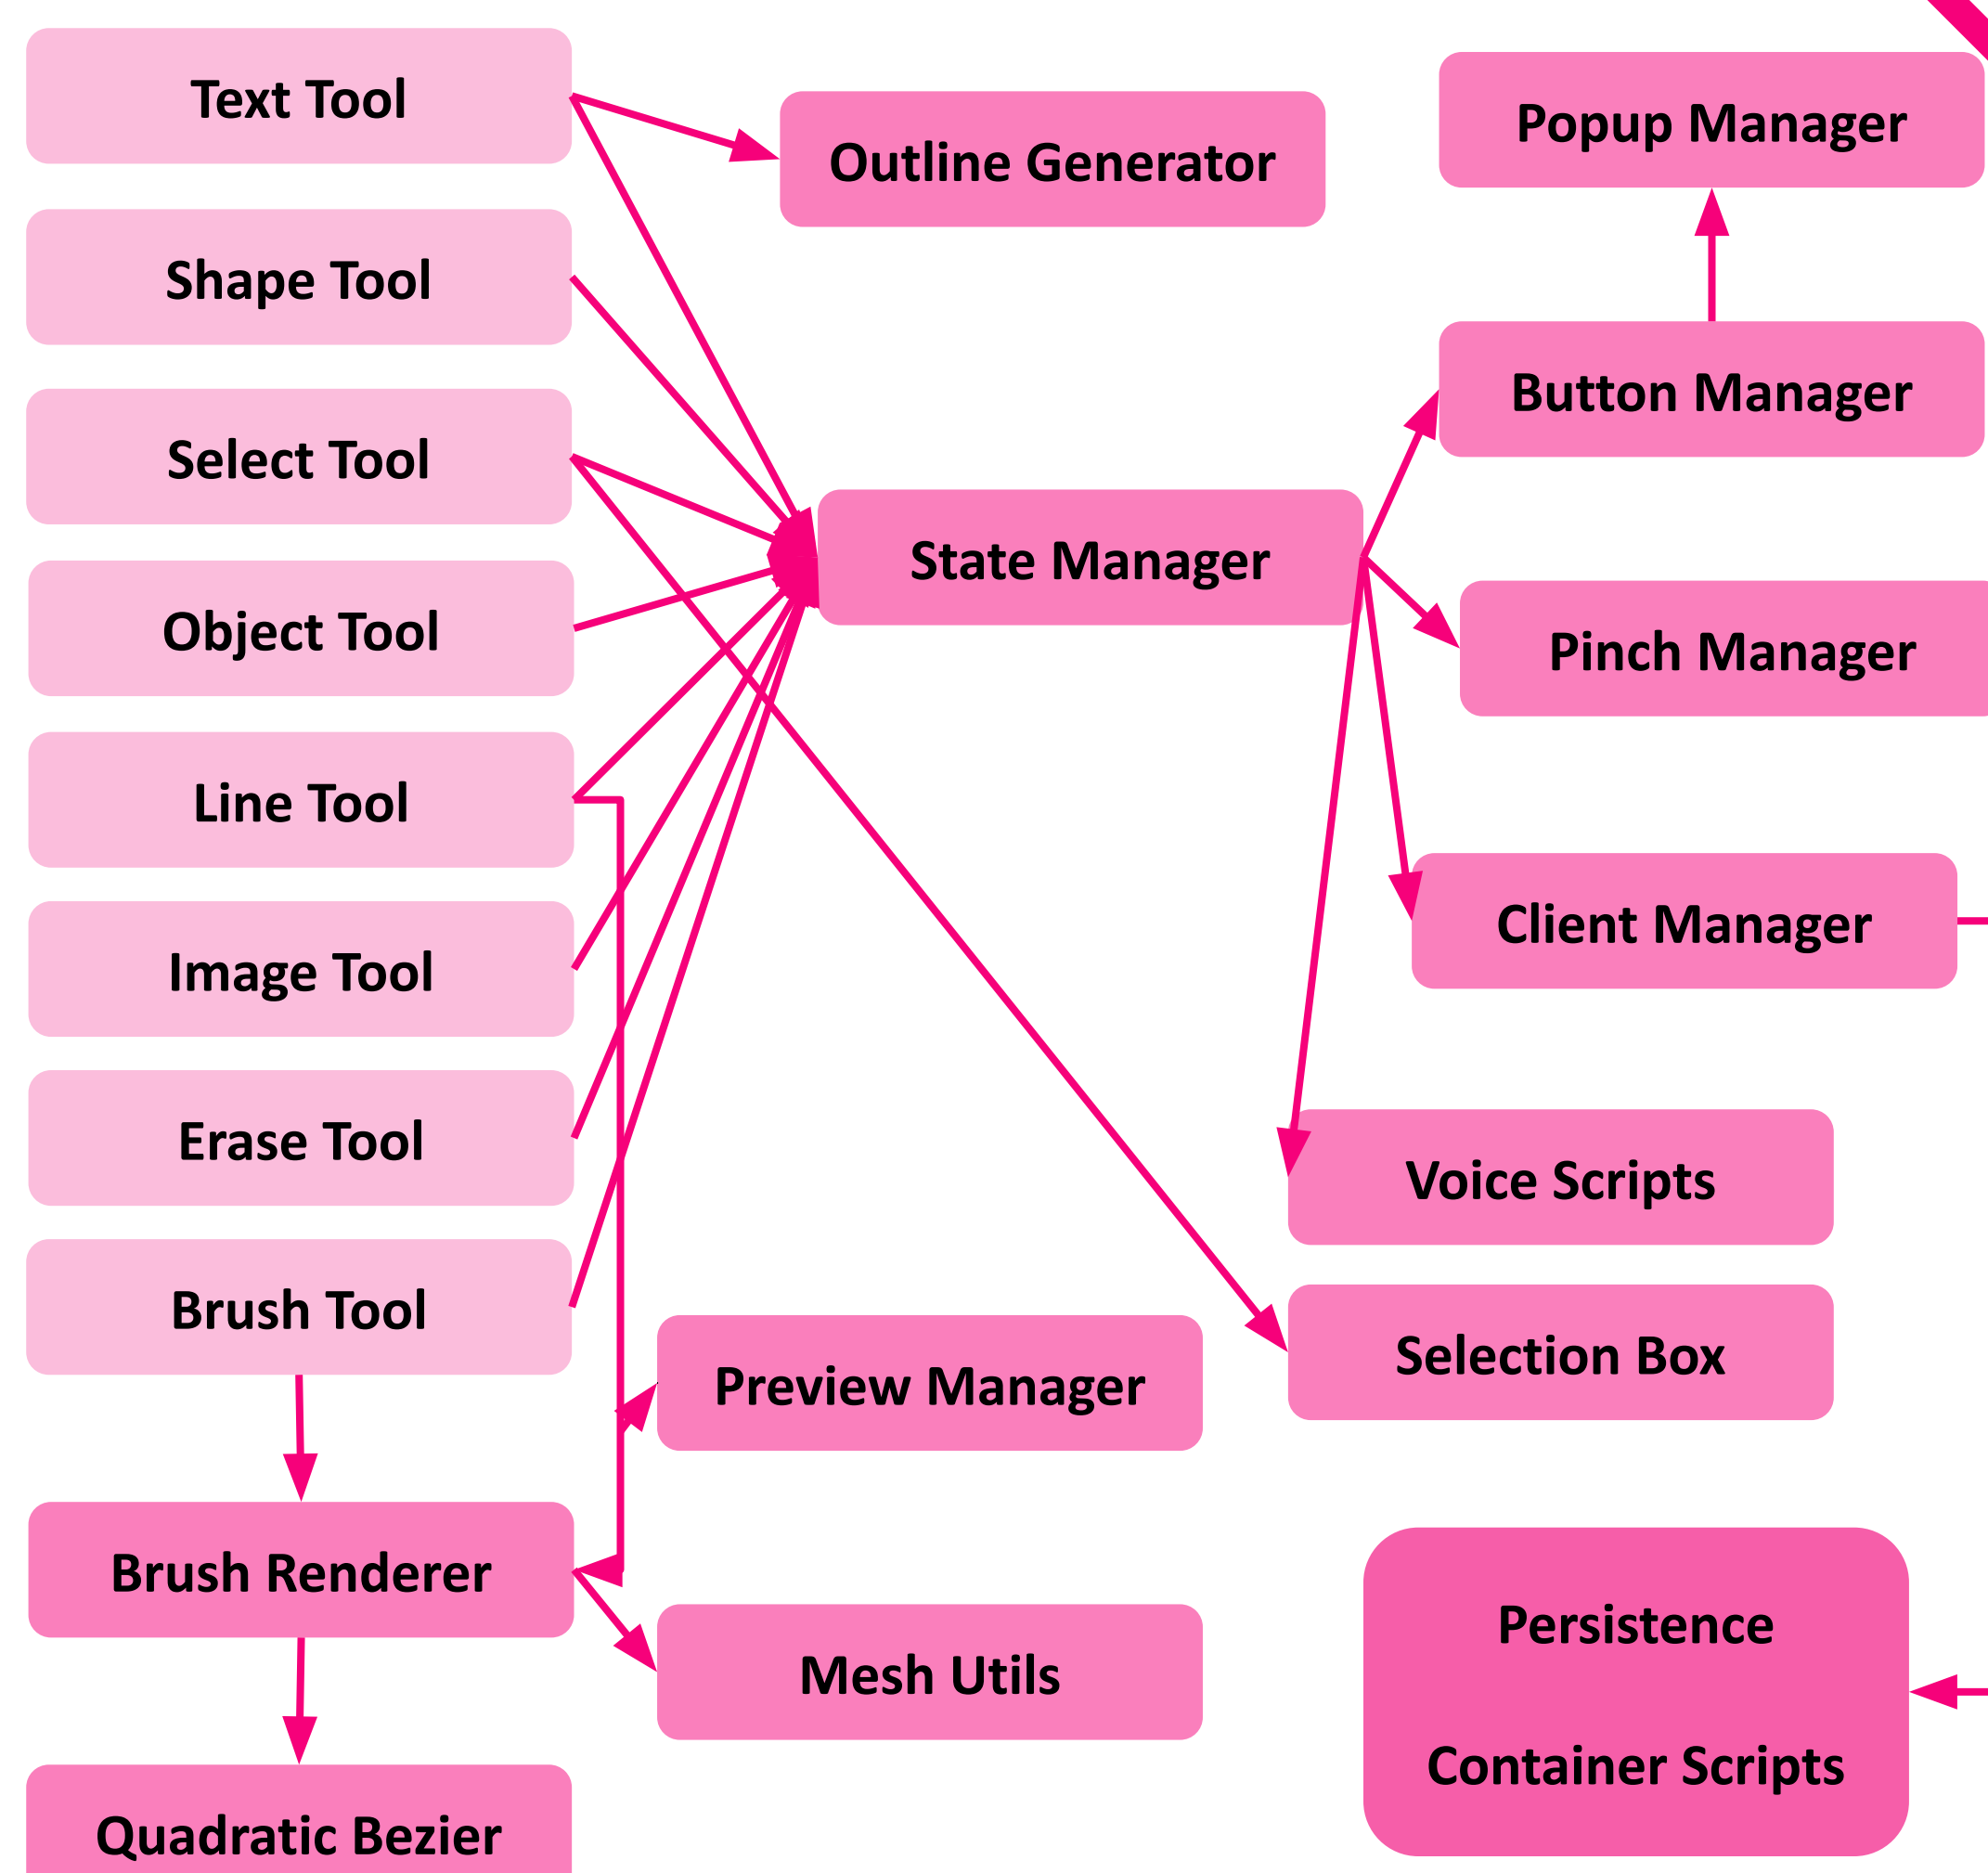 Text Tool
Outline Generator
Popup Manager
Shape Tool
Button Manager
Select Tool
State Manager
Object Tool
Pinch Manager
Line Tool
Client Manager
Image Tool
Erase Tool
Voice Scripts
Brush Tool
Preview Manager
Selection Box
Brush Renderer
Mesh Utils
Persistence
Container Scripts
Quadratic Bezier